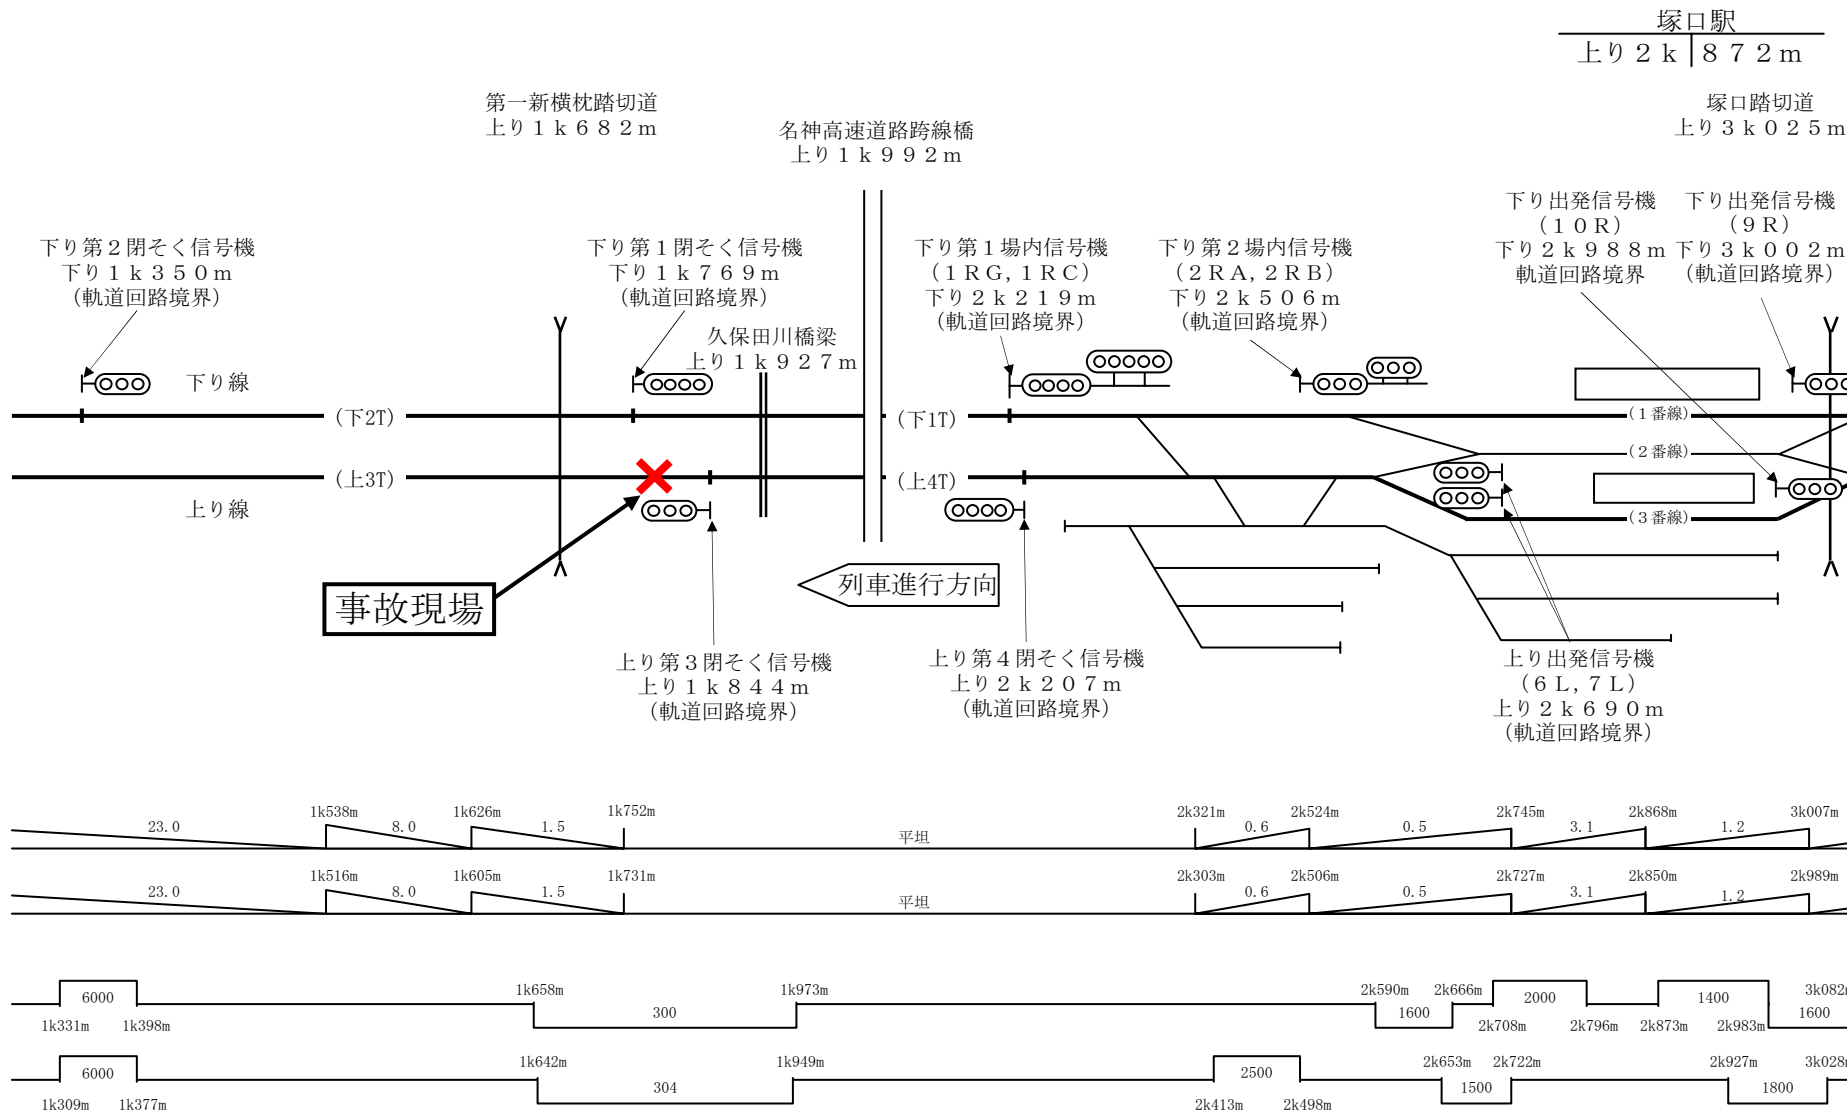 塚口駅
上り２ｋ８７２ｍ
第一新横枕踏切道
上り１ｋ６８２ｍ
名神高速道路跨線橋
上り１ｋ９９２ｍ
塚口踏切道
上り３ｋ０２５ｍ
下り第２閉そく信号機
下り１ｋ３５０ｍ
（軌道回路境界）
下り第１閉そく信号機
下り１ｋ７６９ｍ
（軌道回路境界）
久保田川橋梁
上り１ｋ９２７ｍ
下り第１場内信号機
（１ＲＧ，１ＲＣ）
下り２ｋ２１９ｍ
（軌道回路境界）
下り第２場内信号機
（２ＲＡ，２ＲＢ）
下り２ｋ５０６ｍ
（軌道回路境界）
下り出発信号機
（１０Ｒ）
下り２ｋ９８８ｍ
軌道回路境界
下り出発信号機
（９Ｒ）
下り３ｋ００２ｍ
（軌道回路境界）
下り線
（下2T）
（下1T）
（１番線）
（２番線）
（上3T）
（上4T）
上り線
（３番線）
列車進行方向
事故現場
上り第３閉そく信号機
上り１ｋ８４４ｍ
（軌道回路境界）
上り第４閉そく信号機
上り２ｋ２０７ｍ
（軌道回路境界）
上り出発信号機
（６Ｌ，７Ｌ）
上り２ｋ６９０ｍ
（軌道回路境界）
1k538m 1k626m 1k752m 2k321m 2k524m 2k745m 2k868m 3k007m
23.0 8.0 1.5 平坦 0.6 0.5 3.1 1.2
1k516m 1k605m 1k731m 2k303m 2k506m 2k727m 2k850m 2k989m
23.0 8.0 1.5 平坦 0.6 0.5 3.1 1.2
1k658m 1k973m 2k590m 2k666m 3k082m
6000 300 1600 2000 1400 1600
1k331m 1k398m 2k708m 2k796m 2k873m 2k983m
1k642m 1k949m 2k653m 2k722m 2k927m 3k028m
6000 304 2500 1500 1800
1k309m 1k377m 2k413m 2k498m